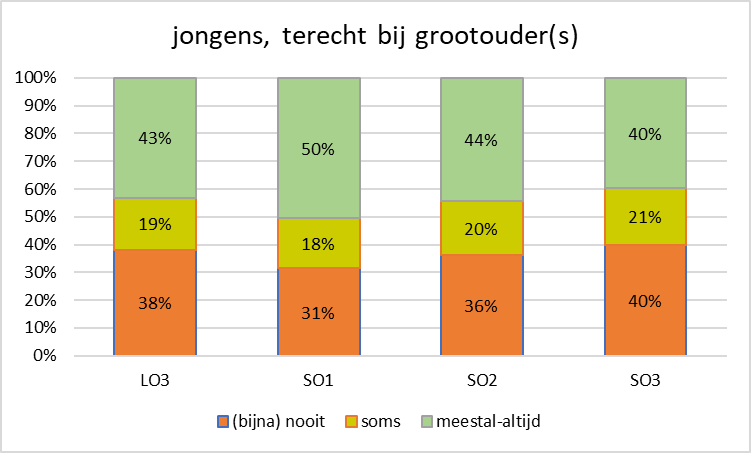 jongens, terecht bij grootouder(s)
100%
90%
80%
70%
60%
50%
40%
30%
20%
10%
0%
43%
50%
44%
40%
19%
18%
20%
21%
38%
31%
36%
40%
LO3
SO1
SO2
SO3
(bijna) nooit
soms
meestal-altijd